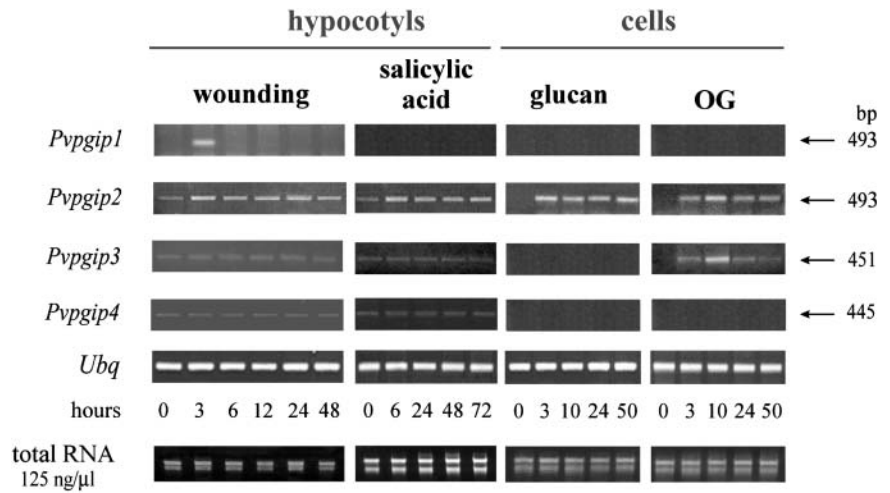 hypocotyls cells
wounding salicylic acid glucan OG
bp
Pvpgip1 493
Pvpgip2 493
Pvpgip3 451
Pvpgip4 445
Ubq
hours 0 3 6 12 24 48 0 6 24 48 72 0 3 10 24 50 0 3 10 24 50
total RNA
125 ng/µl